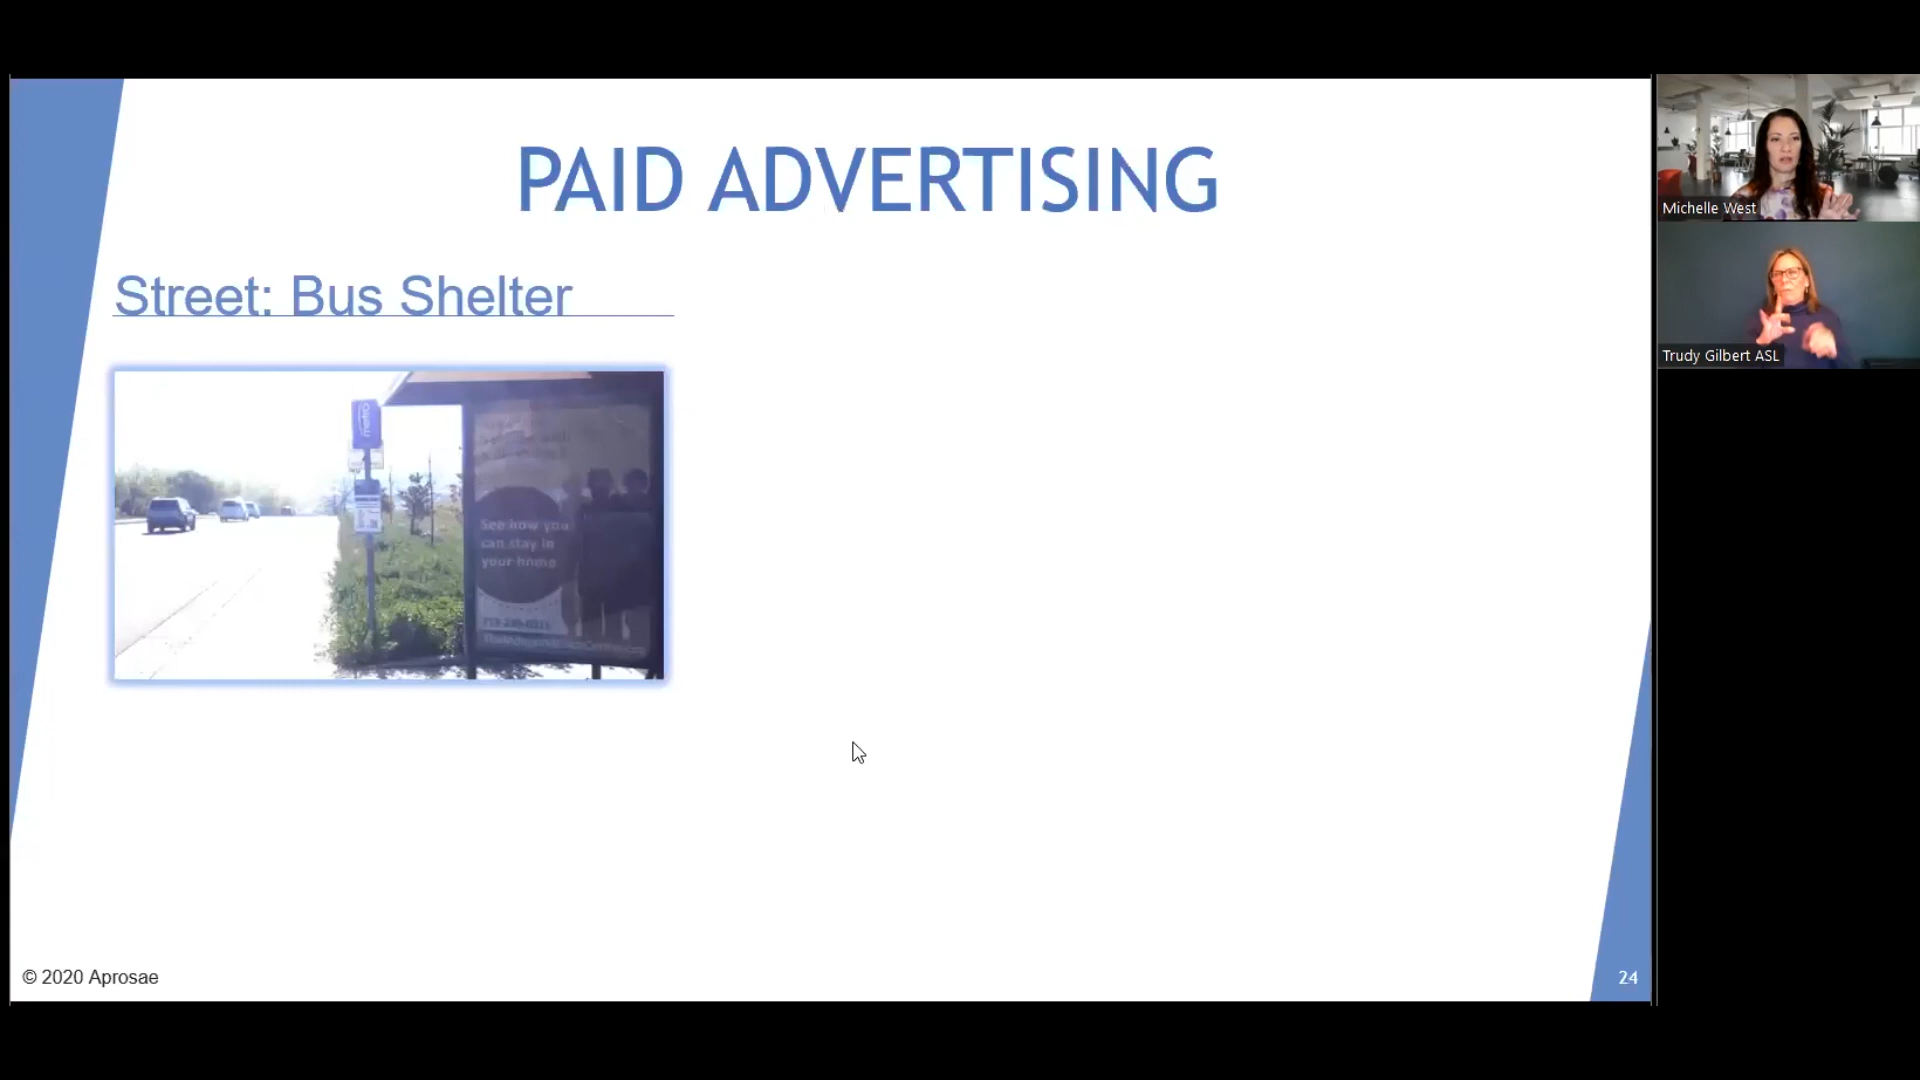 PAID ADVERTISING
Street: Bus Shelter
metro
See how you
can stay in
your home
© 2020 Aprosae
24
Michelle West
Trudy Gilbert ASL